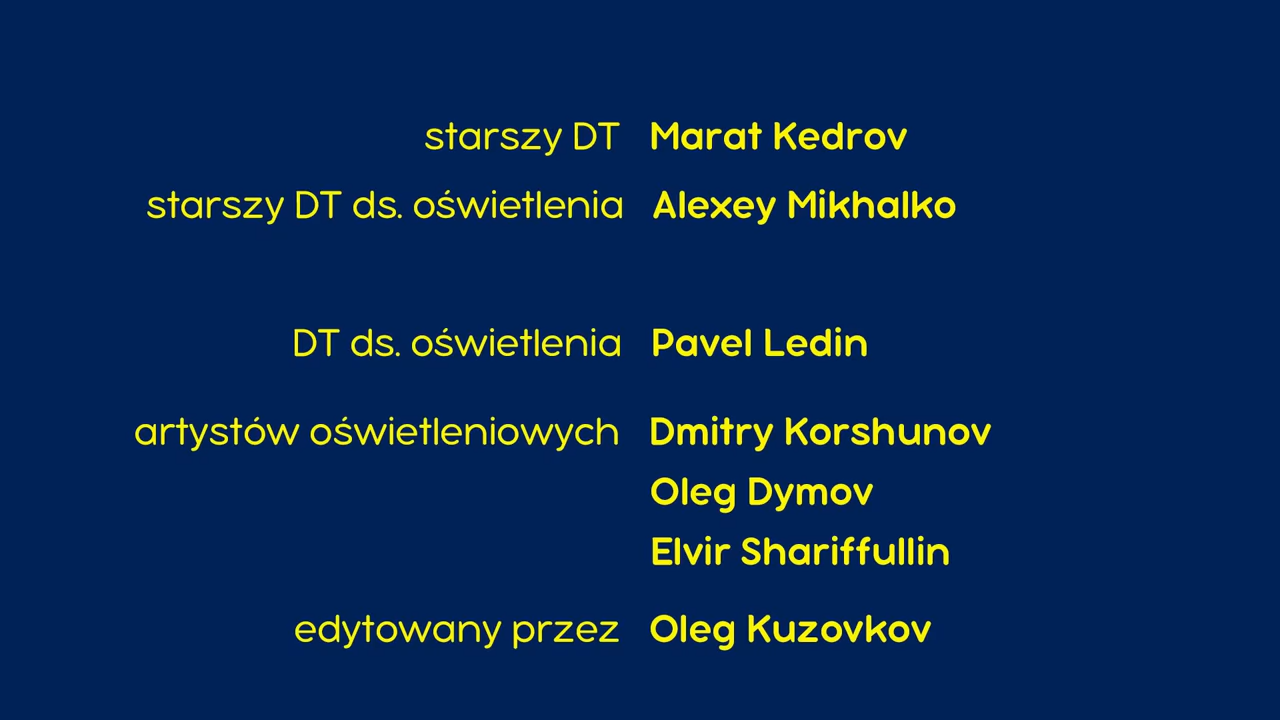 starszy DT Marat Kedrov
starszy DT ds. oświetlenia Alexey Mikhalko
DT ds. oświetlenia Pavel Ledin
artystów oświetleniowych Dmitry Korshunov
Oleg Dymov
Elvir Shariffullin
edytowany przez Oleg Kuzovkov